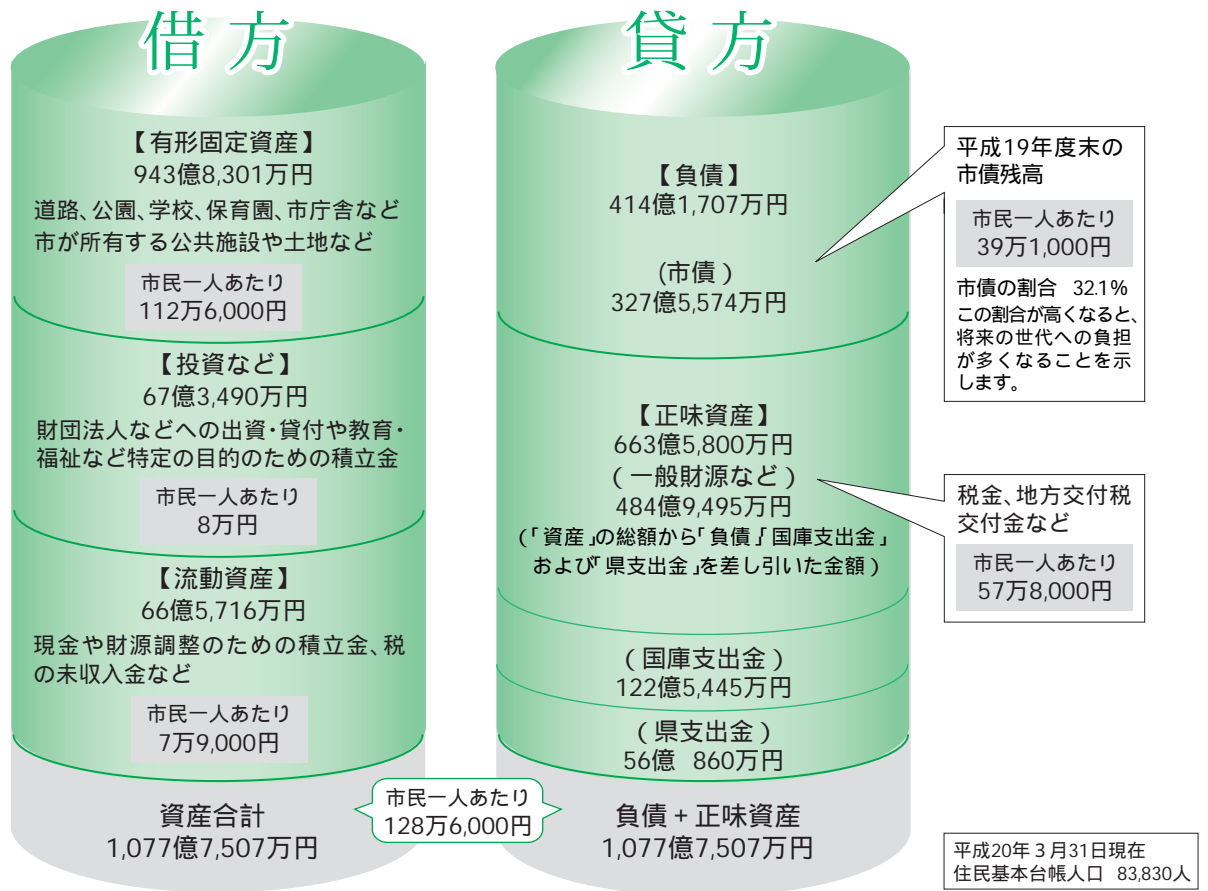 借方
【有形固定資産】
943億8,301万円
道路、公園、学校、保育園、市庁舎など
市が所有する公共施設や土地など
市民一人あたり
112万6,000円
【投資など】
67億3,490万円
財団法人などへの出資・貸付や教育・
福祉など特定の目的のための積立金
市民一人あたり
8万円
【流動資産】
66億5,716万円
現金や財源調整のための積立金、税
の未収入金など
市民一人あたり
7万9,000円
資産合計
1,077億7,507万円
市民一人あたり
128万6,000円
貸方
【負債】
414億1,707万円
(市債)
327億5,574万円
【正味資産】
663億5,800万円
(一般財源など)
484億9,495万円
(「資産」の総額から「負債」「国庫支出金」
および「県支出金」を差し引いた金額)
(国庫支出金)
122億5,445万円
(県支出金)
56億 860万円
負債+正味資産
1,077億7,507万円
平成19年度末の
市債残高
市民一人あたり
39万1,000円
市債の割合 32.1%
この割合が高くなると、
将来の世代への負担
が多くなることを示
します。
税金、地方交付税
交付金など
市民一人あたり
57万8,000円
平成20年3月31日現在
住民基本台帳人口 83,830人